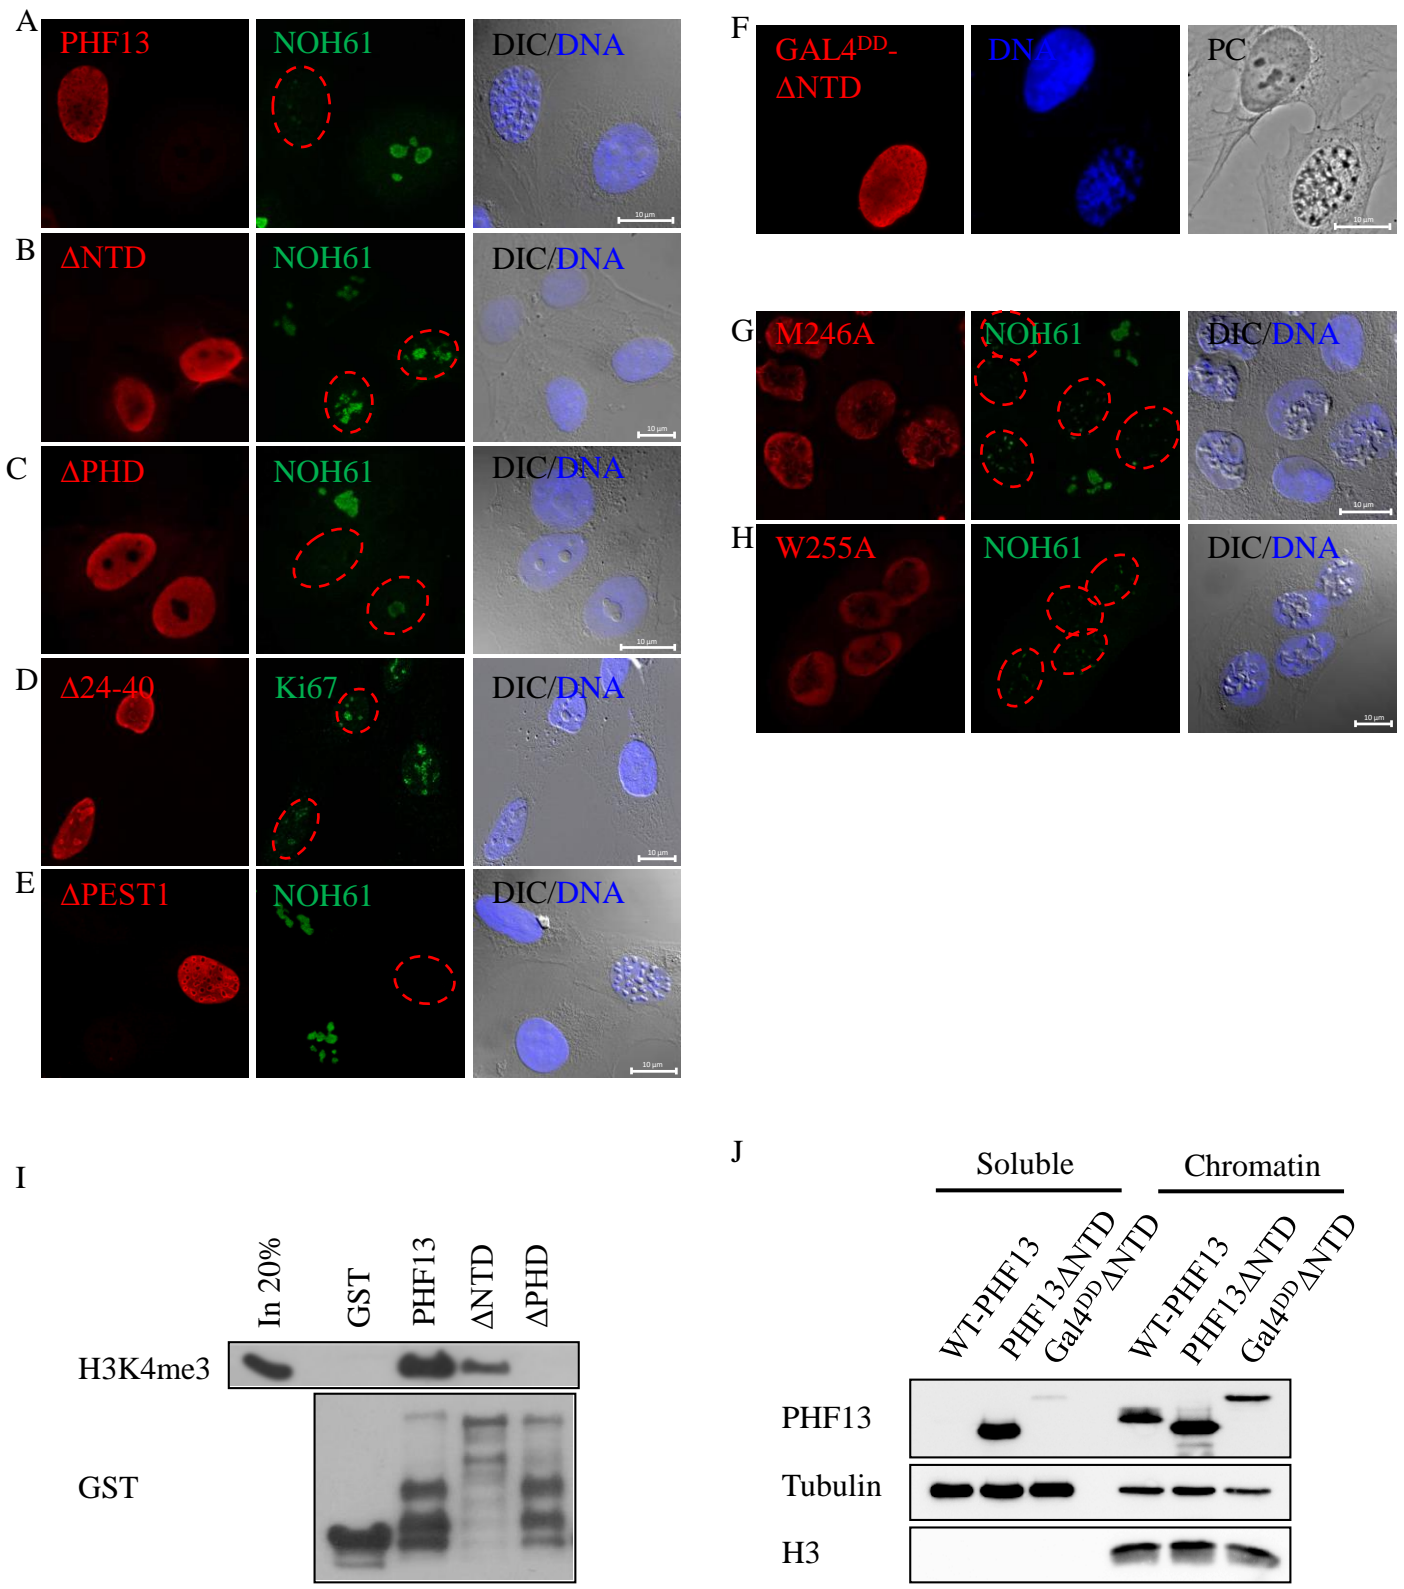 A
PHF13
NOH61
DIC/DNA
10 µm
B
ΔNTD
NOH61
DIC/DNA
10 µm
C
ΔPHD
NOH61
DIC/DNA
10 µm
D
Δ24-40
Ki67
DIC/DNA
10 µm
E
ΔPEST1
NOH61
DIC/DNA
10 µm
F
GAL4DD-
ΔNTD
DNA
PC
10 µm
G
M246A
NOH61
DIC/DNA
10 µm
H
W255A
NOH61
DIC/DNA
10 µm
I
In 20%
GST
PHF13
ΔNTD
ΔPHD
H3K4me3
GST
J
Soluble
Chromatin
WT-PHF13
PHF13ΔNTD
Gal4DDΔNTD
WT-PHF13
PHF13ΔNTD
Gal4DDΔNTD
PHF13
Tubulin
H3